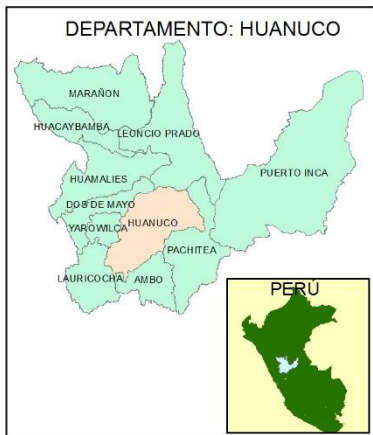 DEPARTAMENTO: HUANUCO
MARAÑON
HUACAYBAMBA
LEONCIO PRADO
HUAMALIES
PUERTO INCA
DOS DE MAYO
HUANUCO
YAROWILCA
PACHITEA
LAURICOCHA
AMBO
PERÚ